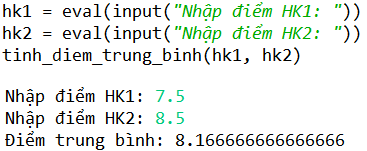 hk1 = eval(input("Nhập điểm HK1: "))
hk2 = eval(input("Nhập điểm HK2: "))
tinh_diem_trung_binh(hk1, hk2)
Nhập điểm HK1: 7.5
Nhập điểm HK2: 8.5
Điểm trung bình: 8.166666666666666